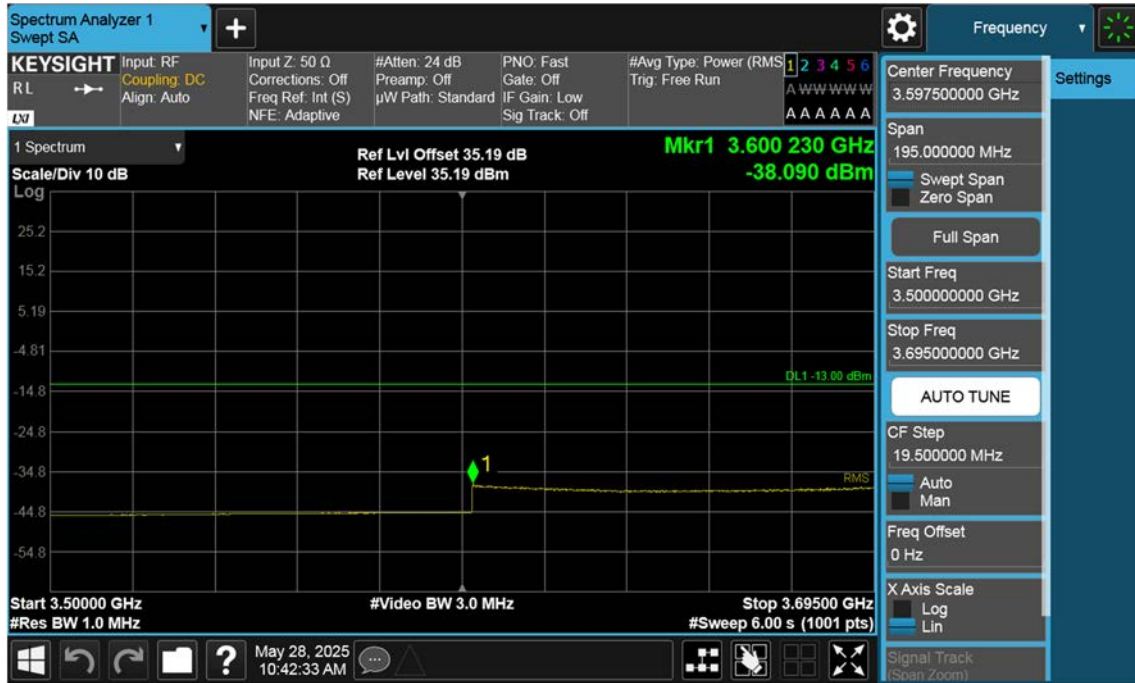 Spectrum Analyzer 1
Swept SA
Frequency
KEYSIGHT
R L
LXI
Input: RF
Coupling: DC
Align: Auto
Input Z: 50 Ω
Corrections: Off
Freq Ref: Int (S)
NFE: Adaptive
#Atten: 24 dB
Preamp: Off
µW Path: Standard
PNO: Fast
Gate: Off
IF Gain: Low
Sig Track: Off
#Avg Type: Power (RMS
Trig: Free Run
1 2 3 4 5 6
A W W W W W
A A A A A A
1 Spectrum
Scale/Div 10 dB
Ref Lvl Offset 35.19 dB
Ref Level 35.19 dBm
Mkr1 3.600 230 GHz
-38.090 dBm
Log
25.2
15.2
5.19
-4.81
DL1 -13.00 dBm
-14.8
-24.8
1
-34.8
RMS
-44.8
-54.8
Start 3.50000 GHz
#Res BW 1.0 MHz
#Video BW 3.0 MHz
Stop 3.69500 GHz
#Sweep 6.00 s (1001 pts)
?
May 28, 2025
10:42:33 AM
Center Frequency
3.597500000 GHz
Span
195.000000 MHz
Swept Span
Zero Span
Full Span
Start Freq
3.500000000 GHz
Stop Freq
3.695000000 GHz
AUTO TUNE
CF Step
19.500000 MHz
Auto
Man
Freq Offset
0 Hz
X Axis Scale
Log
Lin
Signal Track
(Span Zoom)
Settings